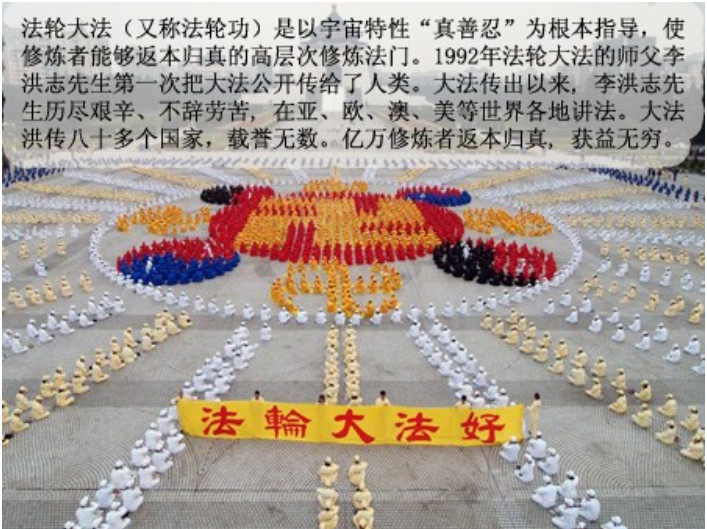 法轮大法（又称法轮功）是以宇宙特性“真善忍”为根本指导，使
修炼者能够返本归真的高层次修炼法门。1992年法轮大法的师父李
洪志先生第一次把大法公开传给了人类。大法传出以来，李洪志先
生历尽艰辛、不辞劳苦，在亚、欧、澳、美等世界各地讲法。大法
洪传八十多个国家，载誉无数。亿万修炼者返本归真，获益无穷。
法輪大法好